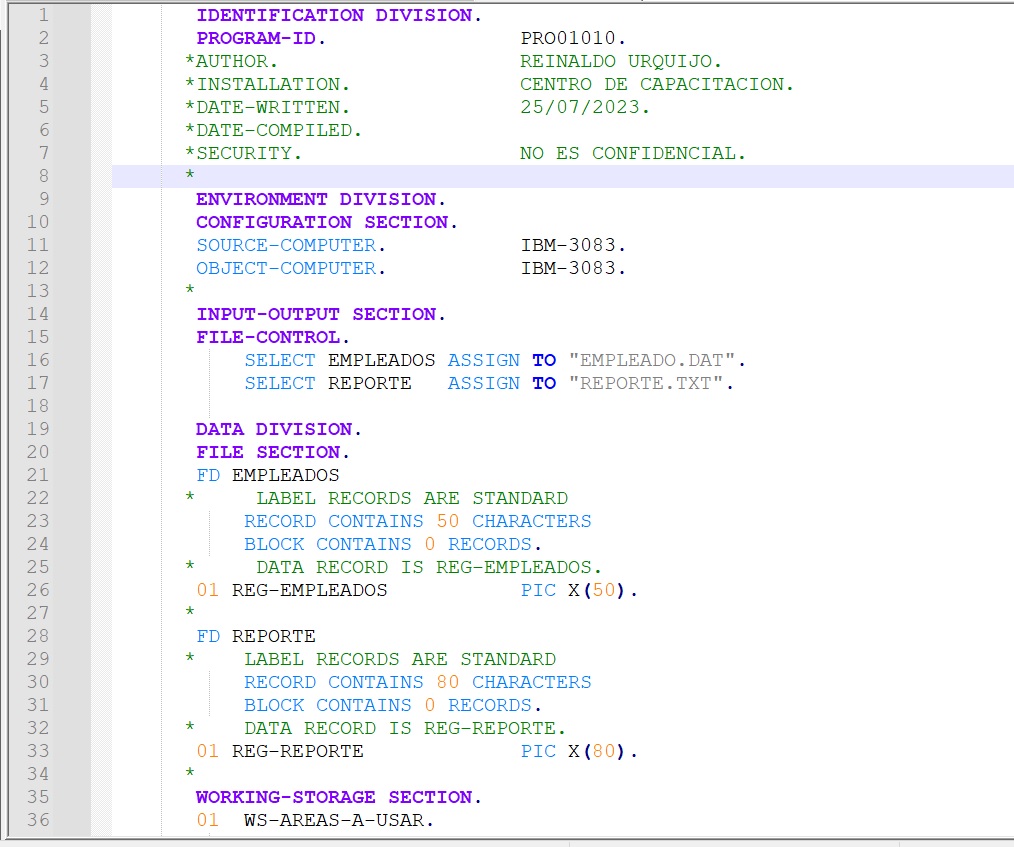 1 IDENTIFICATION DIVISION.
2 PROGRAM-ID. PRO01010.
3 *AUTHOR. REINALDO URQUIJO.
4 *INSTALLATION. CENTRO DE CAPACITACION.
5 *DATE-WRITTEN. 25/07/2023.
6 *DATE-COMPILED.
7 *SECURITY. NO ES CONFIDENCIAL.
8 *
9 ENVIRONMENT DIVISION.
10 CONFIGURATION SECTION.
11 SOURCE-COMPUTER. IBM-3083.
12 OBJECT-COMPUTER. IBM-3083.
13 *
14 INPUT-OUTPUT SECTION.
15 FILE-CONTROL.
16 SELECT EMPLEADOS ASSIGN TO "EMPLEADO.DAT".
17 SELECT REPORTE ASSIGN TO "REPORTE.TXT".
18
19 DATA DIVISION.
20 FILE SECTION.
21 FD EMPLEADOS
22 * LABEL RECORDS ARE STANDARD
23 RECORD CONTAINS 50 CHARACTERS
24 BLOCK CONTAINS 0 RECORDS.
25 * DATA RECORD IS REG-EMPLEADOS.
26 01 REG-EMPLEADOS PIC X(50).
27 *
28 FD REPORTE
29 * LABEL RECORDS ARE STANDARD
30 RECORD CONTAINS 80 CHARACTERS
31 BLOCK CONTAINS 0 RECORDS.
32 * DATA RECORD IS REG-REPORTE.
33 01 REG-REPORTE PIC X(80).
34 *
35 WORKING-STORAGE SECTION.
36 01 WS-AREAS-A-USAR.